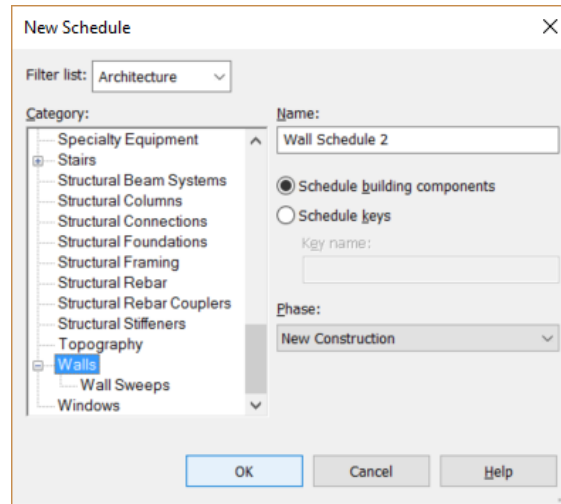 New Schedule
Filter list: Architecture
Category:
Specialty Equipment
Stairs
Structural Beam Systems
Structural Columns
Structural Connections
Structural Foundations
Structural Framing
Structural Rebar
Structural Rebar Couplers
Structural Stiffeners
Topography
Walls
Wall Sweeps
Windows
Name:
Wall Schedule 2
Schedule building components
Schedule keys
Key name:
Phase:
New Construction
OK Cancel Help